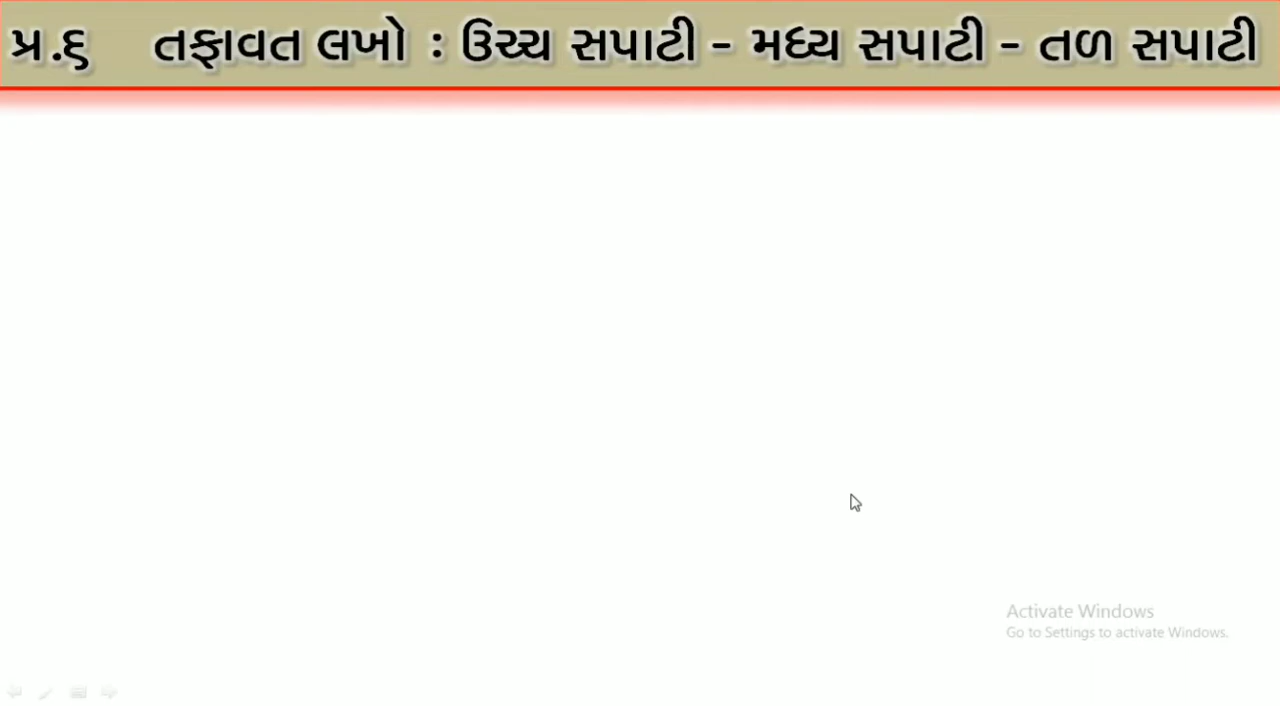 પ્ર.૬ તફાવત લખો : ઉચ્ચ સપાટી - મધ્ય સપાટી - તળ સપાટી
Activate Windows
Go to Settings to activate Windows.